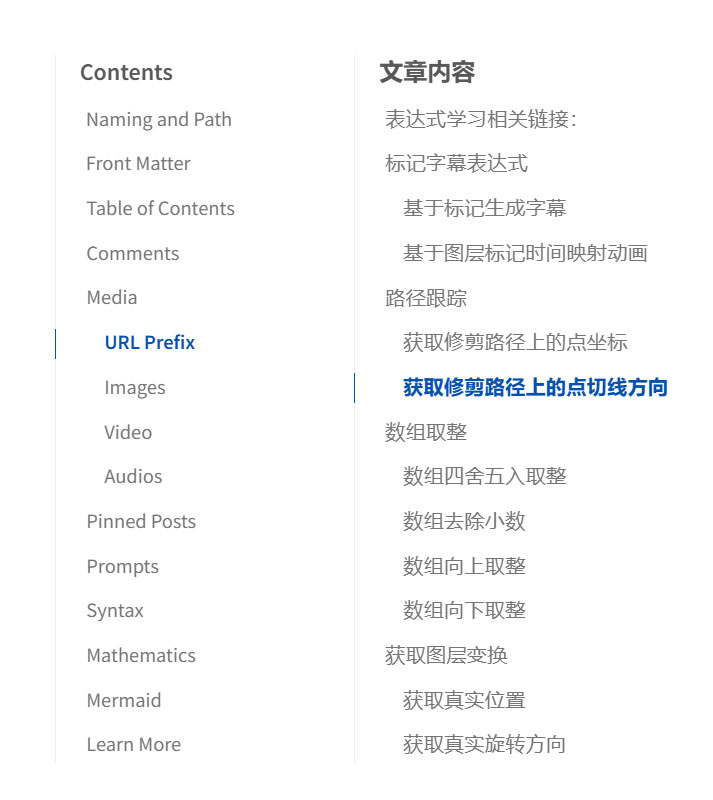 Contents
Naming and Path
Front Matter
Table of Contents
Comments
Media
URL Prefix
Images
Video
Audios
Pinned Posts
Prompts
Syntax
Mathematics
Mermaid
Learn More
文章内容
表达式学习相关链接：
标记字幕表达式
基于标记生成字幕
基于图层标记时间映射动画
路径跟踪
获取修剪路径上的点坐标
获取修剪路径上的点切线方向
数组取整
数组四舍五入取整
数组去除小数
数组向上取整
数组向下取整
获取图层变换
获取真实位置
获取真实旋转方向